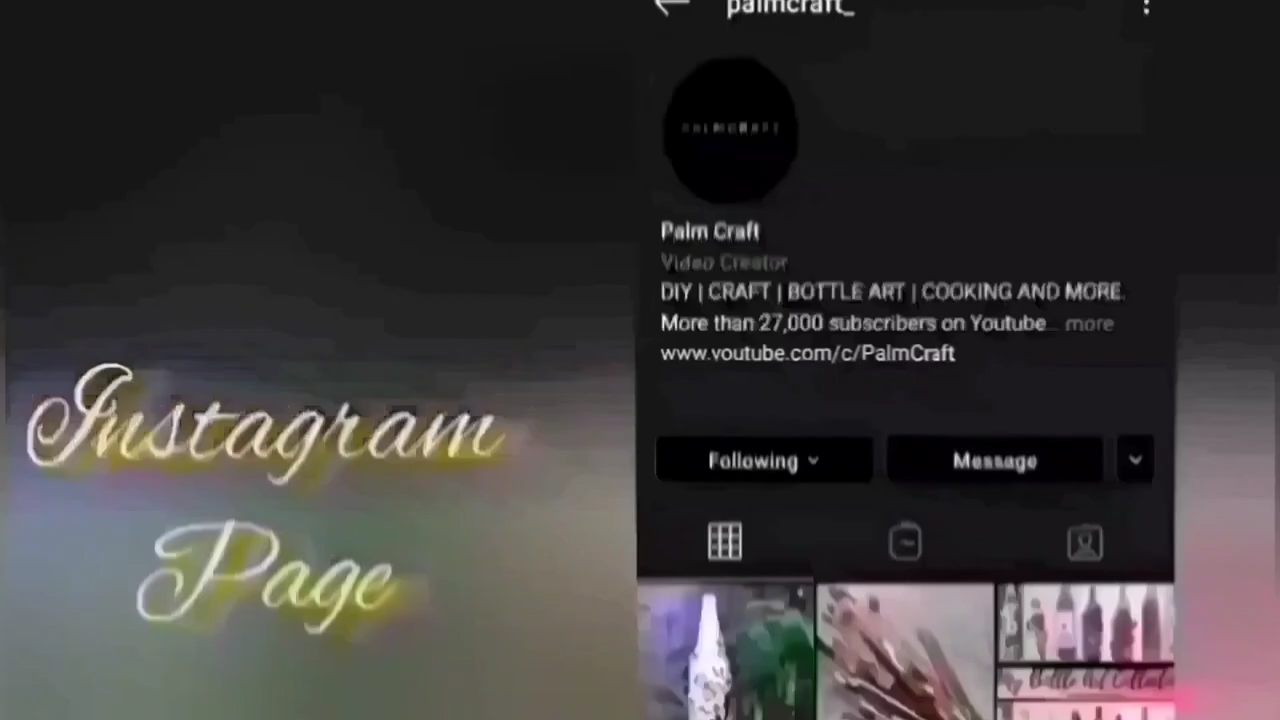 palmcraft_
PALMCRAFT
Palm Craft
Video Creator
DIY | CRAFT | BOTTLE ART | COOKING AND MORE.
More than 27,000 subscribers on Youtube... more
www.youtube.com/c/PalmCraft
Following
Message
Instagram
Page